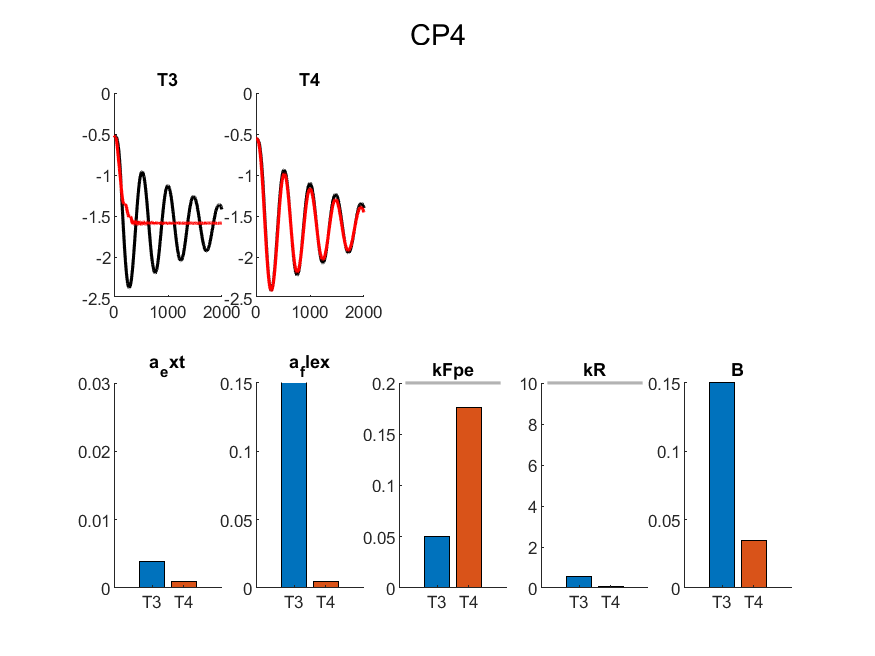 CP4
T3 T4
0 0
-0.5 -0.5
-1 -1
-1.5 -1.5
-2 -2
-2.5 -2.5
0 1000 2000 0 1000 2000
a_ext a_flex kFpe kR B
0.03 0.15 0.2 10 0.15
0.02 0.1 0.15 8 0.1
0.01 0.05 0.1 6 0.05
0 0 0.05 4 0
0 2
0
T3 T4 T3 T4 T3 T4 T3 T4 T3 T4